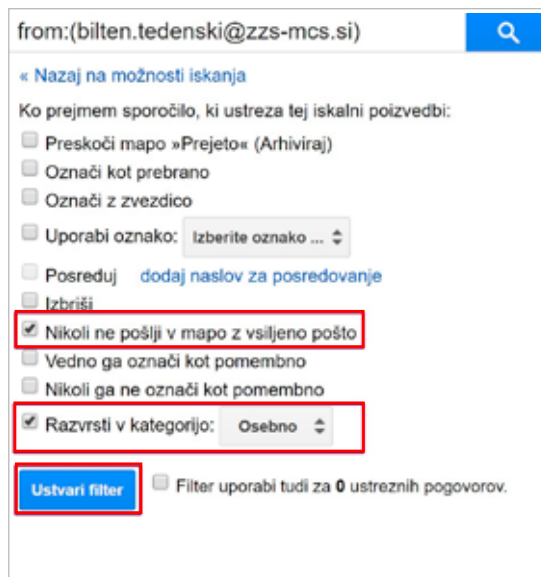 from:(bilten.tedenski@zzs-mcs.si)
« Nazaj na možnosti iskanja
Ko prejmem sporočilo, ki ustreza tej iskalni poizvedbi:
Preskoči mapo »Prejeto« (Arhiviraj)
Označi kot prebrano
Označi z zvezdico
Uporabi oznako: Izberite oznako ...
Posreduj dodaj naslov za posredovanje
Izbriši
Nikoli ne pošlji v mapo z vsiljeno pošto
Vedno ga označi kot pomembno
Nikoli ga ne označi kot pomembno
Razvrsti v kategorijo: Osebno
Ustvari filter Filter uporabi tudi za 0 ustreznih pogovorov.